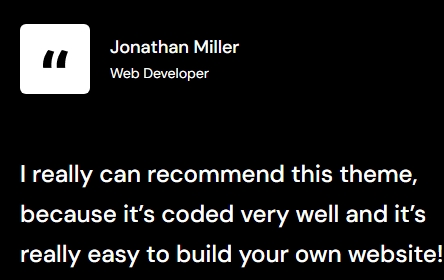 “
Jonathan Miller
Web Developer
I really can recommend this theme,
because it’s coded very well and it’s
really easy to build your own website!